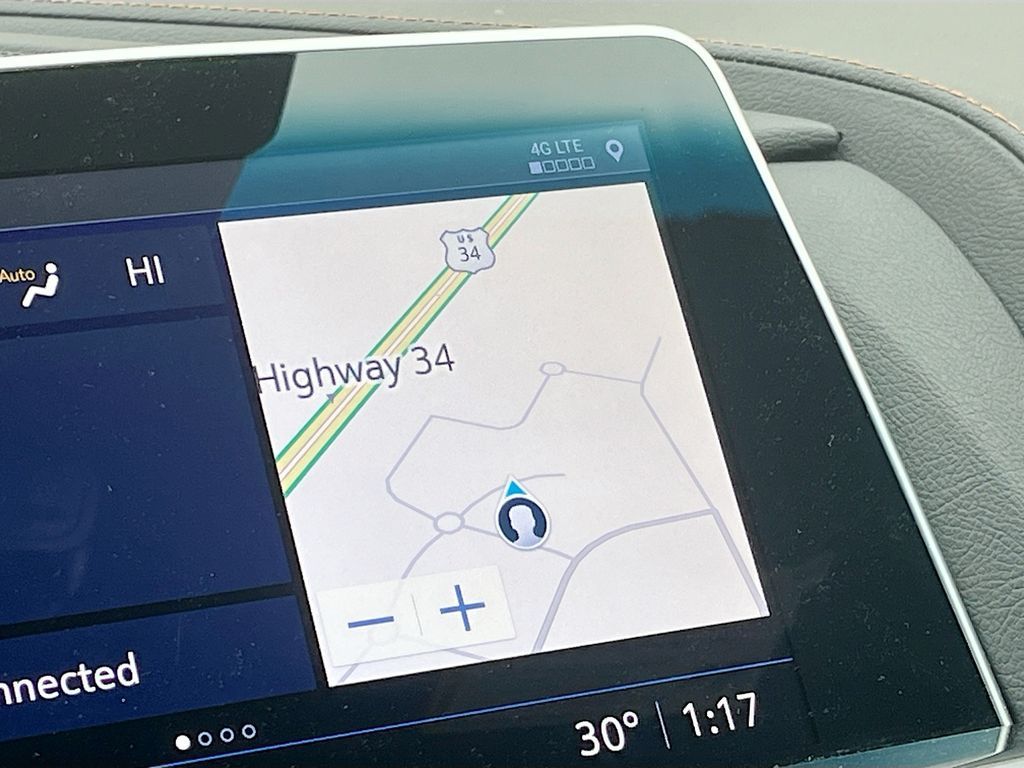 4G LTE
US
34
Auto
HI
Highway 34
− +
nnected
30° | 1:17